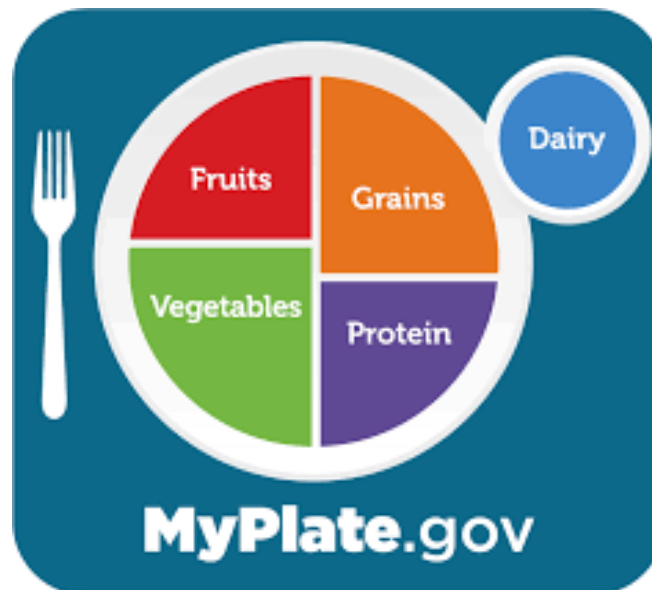 Dairy
Fruits
Grains
Vegetables
Protein
MyPlate.gov